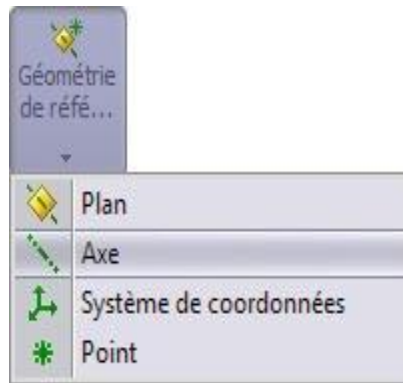 Géométrie
de réfé...
Plan
Axe
Système de coordonnées
Point